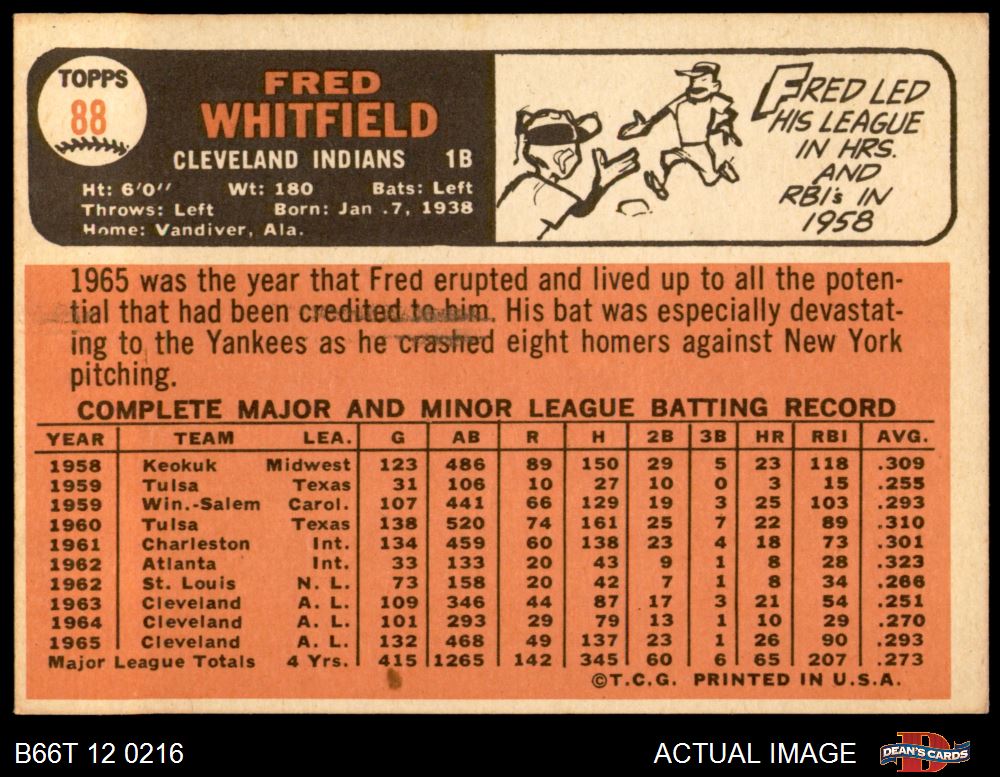 TOPPS
88
FRED
WHITFIELD
CLEVELAND INDIANS 1B
Ht: 6'0'' Wt: 180 Bats: Left
Throws: Left Born: Jan .7, 1938
Home: Vandiver, Ala.
FRED LED
HIS LEAGUE
IN HRS.
AND
RBI's IN
1958
1965 was the year that Fred erupted and lived up to all the poten-
tial that had been credited to him. His bat was especially devastat-
ing to the Yankees as he crashed eight homers against New York
pitching.
COMPLETE MAJOR AND MINOR LEAGUE BATTING RECORD
YEAR TEAM LEA. G AB R H 2B 3B HR RBI AVG.
1958 Keokuk Midwest 123 486 89 150 29 5 23 118 .309
1959 Tulsa Texas 31 106 10 27 10 0 3 15 .255
1959 Win.-Salem Carol. 107 441 66 129 19 3 25 103 .293
1960 Tulsa Texas 138 520 74 161 25 7 22 89 .310
1961 Charleston Int. 134 459 60 138 23 4 18 73 .301
1962 Atlanta Int. 33 133 20 43 9 1 8 28 .323
1962 St. Louis N. L. 73 158 20 42 7 1 8 34 .266
1963 Cleveland A. L. 109 346 44 87 17 3 21 54 .251
1964 Cleveland A. L. 101 293 29 79 13 1 10 29 .270
1965 Cleveland A. L. 132 468 49 137 23 1 26 90 .293
Major League Totals 4 Yrs. 415 1265 142 345 60 6 65 207 .273
©T.C.G. PRINTED IN U.S.A.
B66T 12 0216 ACTUAL IMAGE DEAN'S CARDS